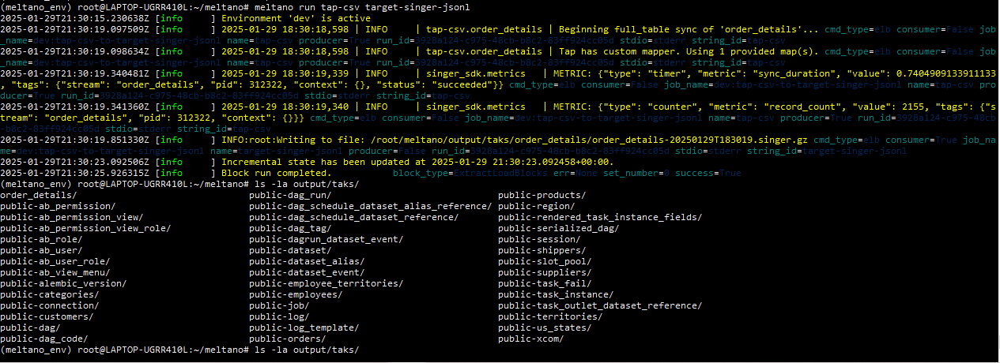 (meltano_env) root@LAPTOP-UGRR410L:~/meltano# meltano run tap-csv target-singer-jsonl
2025-01-29T21:30:15.230638Z [info     ] Environment 'dev' is active
2025-01-29T21:30:19.097509Z [info     ] 2025-01-29 18:30:18,598 | INFO     | tap-csv.order_details | Beginning full_table sync of 'order_details'... cmd_type=elb consumer=False job
_name=dev:tap-csv-to-target-singer-jsonl name=tap-csv producer=True run_id=3928a124-c975-48cb-b8c2-83ff924cc05d stdio=stderr string_id=tap-csv
2025-01-29T21:30:19.098634Z [info     ] 2025-01-29 18:30:18,598 | INFO     | tap-csv.order_details | Tap has custom mapper. Using 1 provided map(s). cmd_type=elb consumer=False job
_name=dev:tap-csv-to-target-singer-jsonl name=tap-csv producer=True run_id=3928a124-c975-48cb-b8c2-83ff924cc05d stdio=stderr string_id=tap-csv
2025-01-29T21:30:19.340481Z [info     ] 2025-01-29 18:30:19,339 | INFO     | singer_sdk.metrics   | METRIC: {"type": "timer", "metric": "sync_duration", "value": 0.7404909133911133
, "tags": {"stream": "order_details", "pid": 312322, "context": {}, "status": "succeeded"}} cmd_type=elb consumer=False job_name=dev:tap-csv-to-target-singer-jsonl name=tap-csv pro
ducer=True run_id=3928a124-c975-48cb-b8c2-83ff924cc05d stdio=stderr string_id=tap-csv
2025-01-29T21:30:19.341360Z [info     ] 2025-01-29 18:30:19,340 | INFO     | singer_sdk.metrics   | METRIC: {"type": "counter", "metric": "record_count", "value": 2155, "tags": {"s
tream": "order_details", "pid": 312322, "context": {}}} cmd_type=elb consumer=False job_name=dev:tap-csv-to-target-singer-jsonl name=tap-csv producer=True run_id=3928a124-c975-48cb
-b8c2-83ff924cc05d stdio=stderr string_id=tap-csv
2025-01-29T21:30:19.851330Z [info     ] INFO:root:Writing to file: /root/meltano/output/taks/order_details/order_details-20250129T183019.singer.gz cmd_type=elb consumer=True job_na
me=dev:tap-csv-to-target-singer-jsonl name=target-singer-jsonl producer=False run_id=3928a124-c975-48cb-b8c2-83ff924cc05d stdio=stderr string_id=target-singer-jsonl
2025-01-29T21:30:23.092506Z [info     ] Incremental state has been updated at 2025-01-29 21:30:23.092458+00:00.
2025-01-29T21:30:25.926315Z [info     ] Block run completed.           block_type=ExtractLoadBlocks err=None set_number=0 success=True
(meltano_env) root@LAPTOP-UGRR410L:~/meltano# ls -la output/taks/
order_details/ public-dag_run/ public-products/
public-ab_permission/ public-dag_schedule_dataset_alias_reference/ public-region/
public-ab_permission_view/ public-dag_schedule_dataset_reference/ public-rendered_task_instance_fields/
public-ab_permission_view_role/ public-dag_tag/ public-serialized_dag/
public-ab_role/ public-dagrun_dataset_event/ public-session/
public-ab_user/ public-dataset/ public-shippers/
public-ab_user_role/ public-dataset_alias/ public-slot_pool/
public-ab_view_menu/ public-dataset_event/ public-suppliers/
public-alembic_version/ public-employee_territories/ public-task_fail/
public-categories/ public-employees/ public-task_instance/
public-connection/ public-job/ public-task_outlet_dataset_reference/
public-customers/ public-log/ public-territories/
public-dag/ public-log_template/ public-us_states/
public-dag_code/ public-orders/ public-xcom/
(meltano_env) root@LAPTOP-UGRR410L:~/meltano# ls -la output/taks/